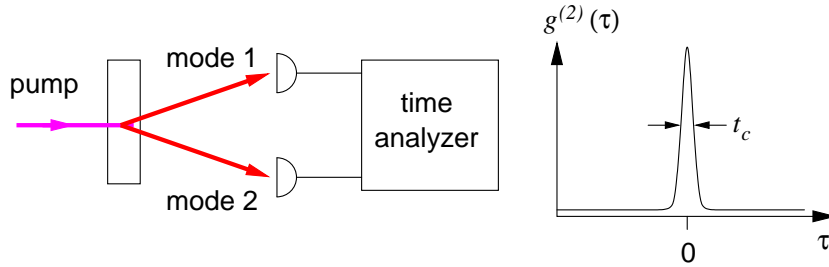 mode 1
pump
mode 2
time
analyzer
g^{(2)}(τ)
t_c
0
τ